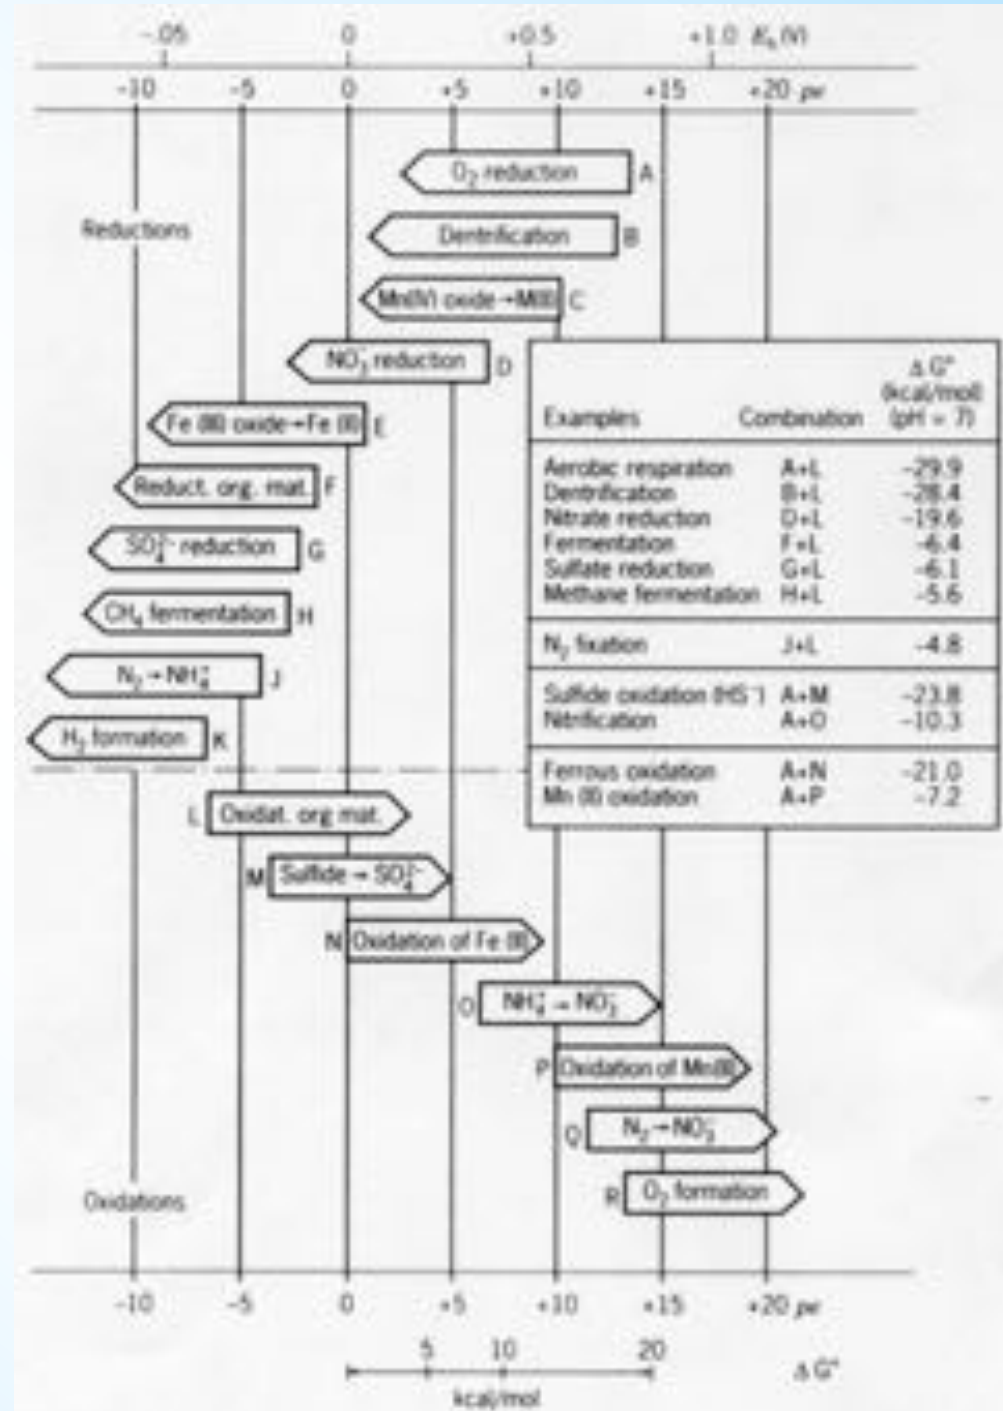 -.05 0 +0.5 +1.0 Eₕ (V)
-10 -5 0 +5 +10 +15 +20 pe
O₂ reduction A
Reductions
Dentrification B
Mn(IV) oxide→M(II) C
NO₃⁻ reduction D
Fe (III) oxide→Fe (II) E
Reduct. org. mat. F
SO₄²⁻ reduction G
CH₄ fermentation H
N₂→NH₄⁺ J
H₂ formation K
Examples Combination ΔG° (kcal/mol) (pH = 7)
Aerobic respiration A+L -29.9
Dentrification B+L -28.4
Nitrate reduction D+L -19.6
Fermentation F+L -6.4
Sulfate reduction G+L -6.1
Methane fermentation H+L -5.6
N₂ fixation J+L -4.8
Sulfide oxidation (HS⁻) A+M -23.8
Nitrification A+O -10.3
Ferrous oxidation A+N -21.0
Mn (II) oxidation A+P -7.2
L Oxidat. org mat.
M Sulfide→SO₄²⁻
N Oxidation of Fe (II)
O NH₄⁺→NO₃⁻
P Oxidation of Mn(II)
Q N₂→NO₃⁻
R O₂ formation
Oxidations
-10 -5 0 +5 +10 +15 +20 pe
5 10 20 ΔG°
kcal/mol